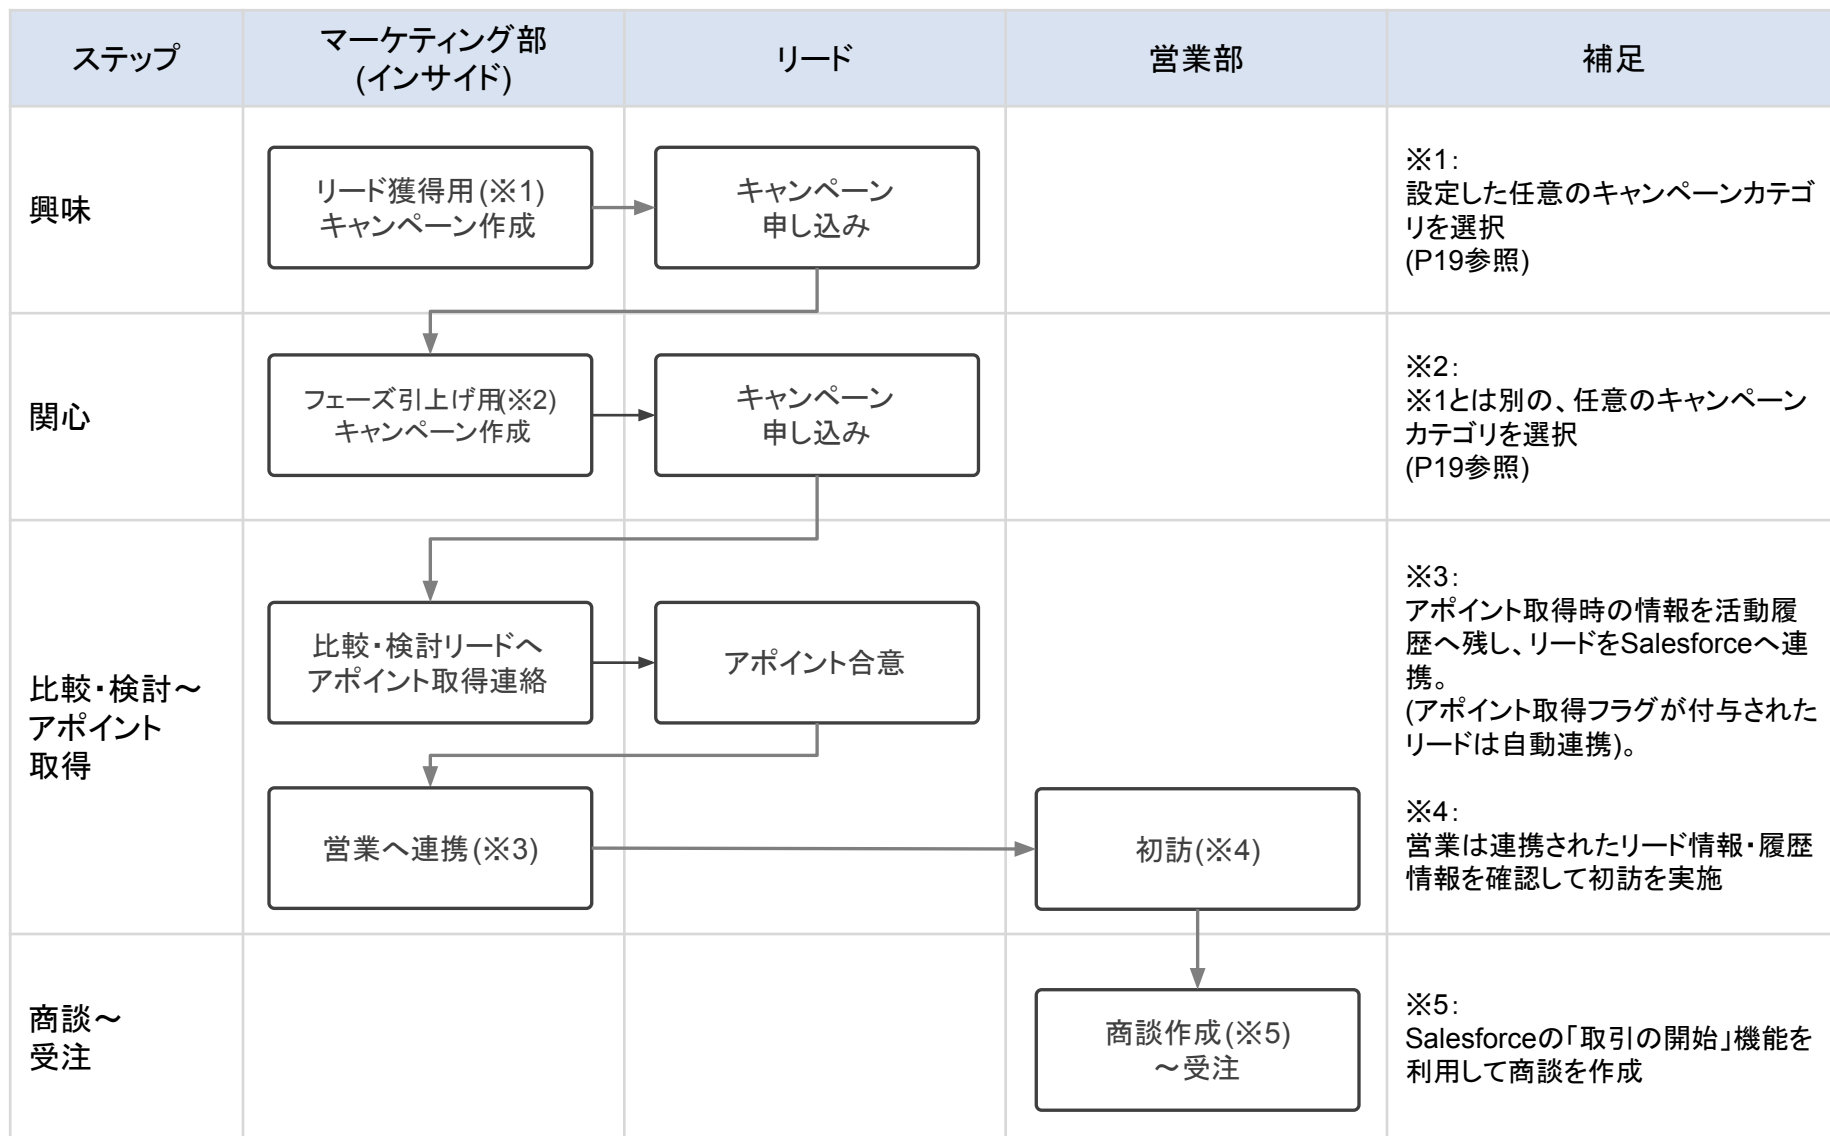 ステップ
マーケティング部
(インサイド)
リード
営業部
補足
興味
リード獲得用(※1)
キャンペーン作成
キャンペーン
申し込み
※1：
設定した任意のキャンペーンカテゴ
リを選択
(P19参照)
関心
フェーズ引上げ用(※2)
キャンペーン作成
キャンペーン
申し込み
※2：
※1とは別の、任意のキャンペーン
カテゴリを選択
(P19参照)
比較・検討～
アポイント
取得
比較・検討リードへ
アポイント取得連絡
アポイント合意
営業へ連携(※3)
初訪(※4)
※3：
アポイント取得時の情報を活動履
歴へ残し、リードをSalesforceへ連
携。
(アポイント取得フラグが付与された
リードは自動連携)。
※4：
営業は連携されたリード情報・履歴
情報を確認して初訪を実施
商談～
受注
商談作成(※5)
～受注
※5：
Salesforceの「取引の開始」機能を
利用して商談を作成